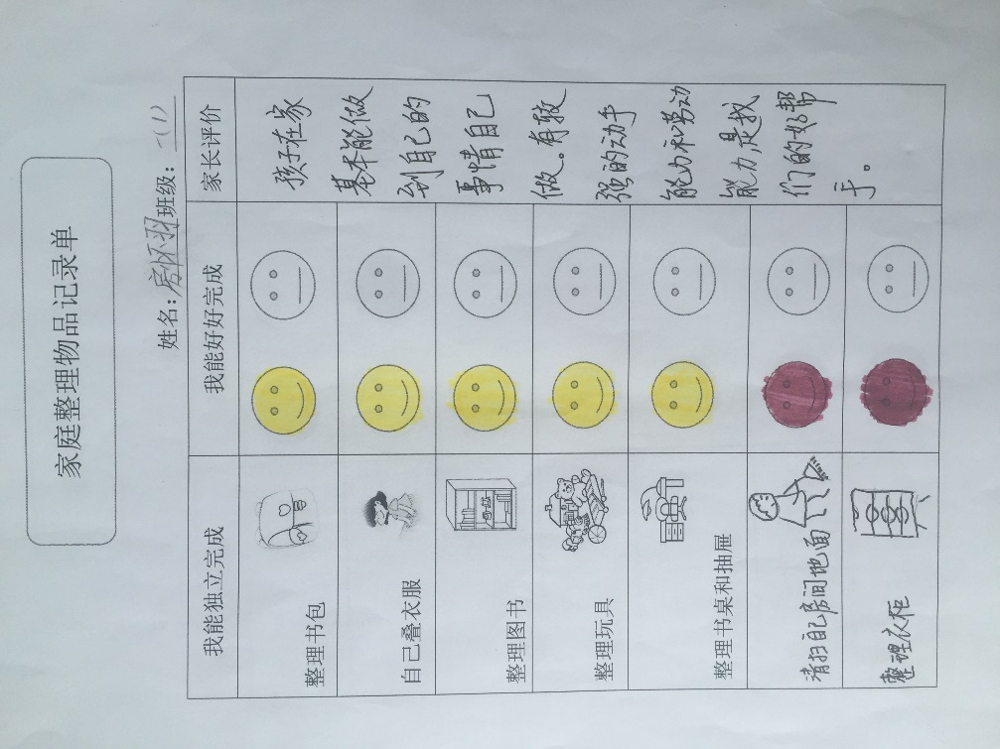 家庭整理物品记录单
姓名： 班级：
我能独立完成
我能好好完成
家长评价
整理书包
自己叠衣服
整理图书
整理玩具
整理书桌和抽屉
清扫自己房间地面
整理衣柜
孩子在家
基本能做
到自己的
事情自己
做。有较
强的动手
能力和劳动
能力,是我
们的好帮
手。